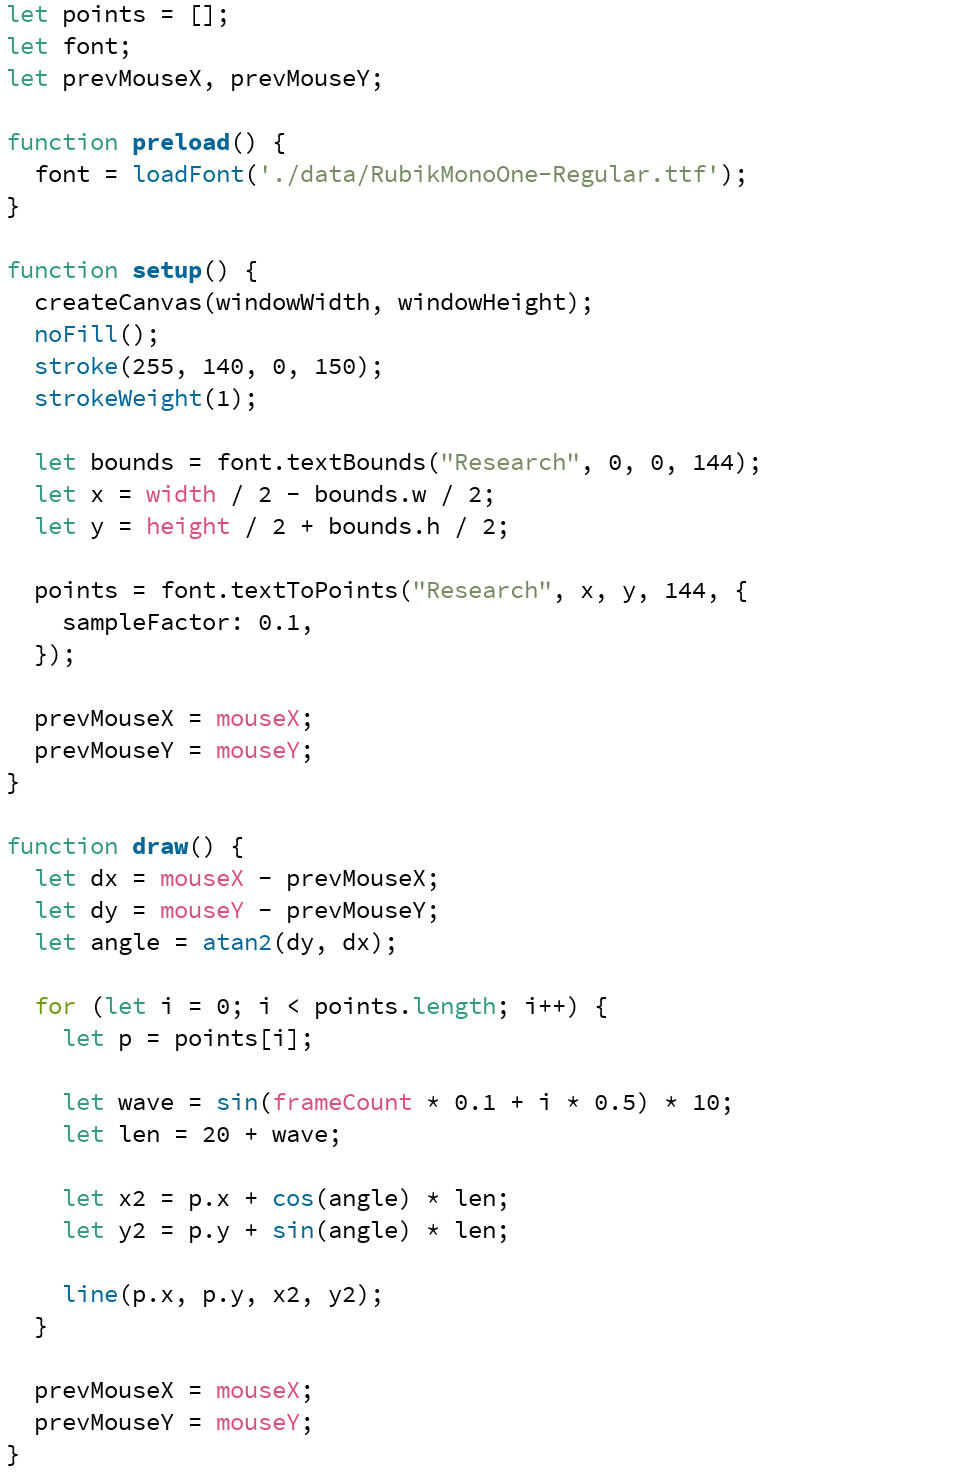 let points = [];
let font;
let prevMouseX, prevMouseY;

function preload() {
  font = loadFont('./data/RubikMonoOne-Regular.ttf');
}

function setup() {
  createCanvas(windowWidth, windowHeight);
  noFill();
  stroke(255, 140, 0, 150);
  strokeWeight(1);

  let bounds = font.textBounds("Research", 0, 0, 144);
  let x = width / 2 - bounds.w / 2;
  let y = height / 2 + bounds.h / 2;

  points = font.textToPoints("Research", x, y, 144, {
    sampleFactor: 0.1,
  });

  prevMouseX = mouseX;
  prevMouseY = mouseY;
}

function draw() {
  let dx = mouseX - prevMouseX;
  let dy = mouseY - prevMouseY;
  let angle = atan2(dy, dx);

  for (let i = 0; i < points.length; i++) {
    let p = points[i];

    let wave = sin(frameCount * 0.1 + i * 0.5) * 10;
    let len = 20 + wave;

    let x2 = p.x + cos(angle) * len;
    let y2 = p.y + sin(angle) * len;

    line(p.x, p.y, x2, y2);
  }

  prevMouseX = mouseX;
  prevMouseY = mouseY;
}